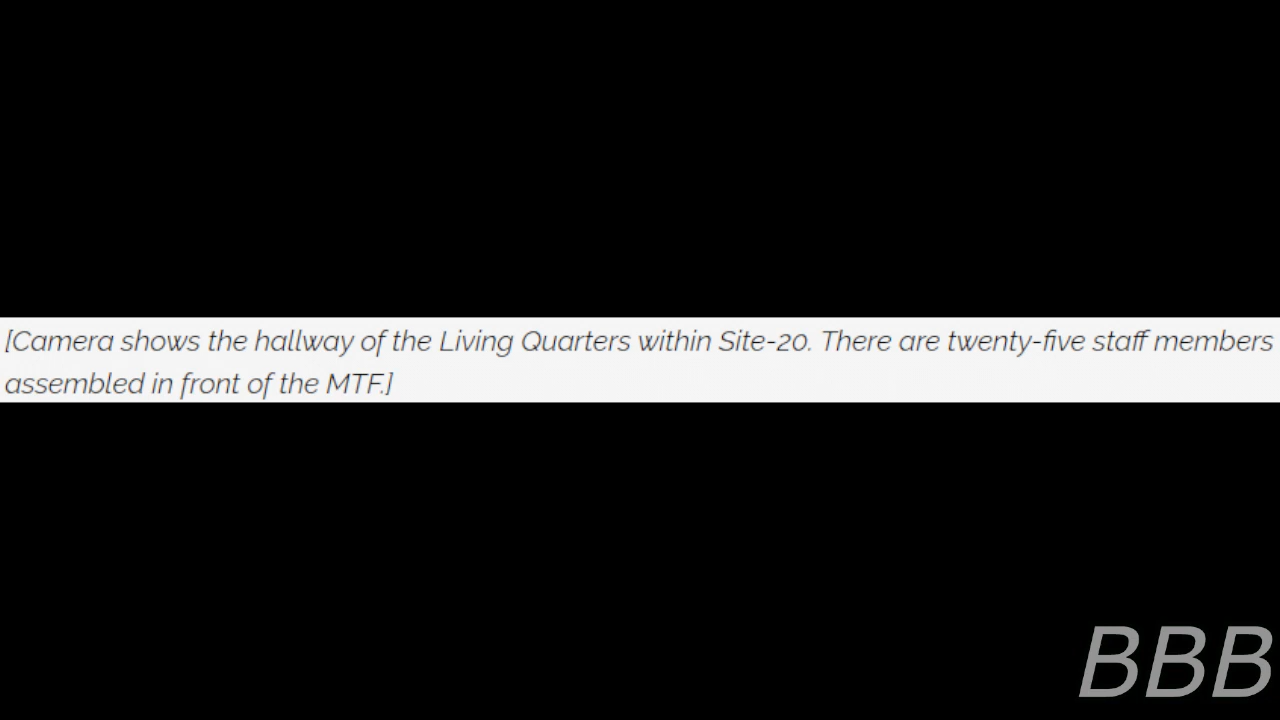 [Camera shows the hallway of the Living Quarters within Site-20. There are twenty-five staff members
assembled in front of the MTF.]
BBB